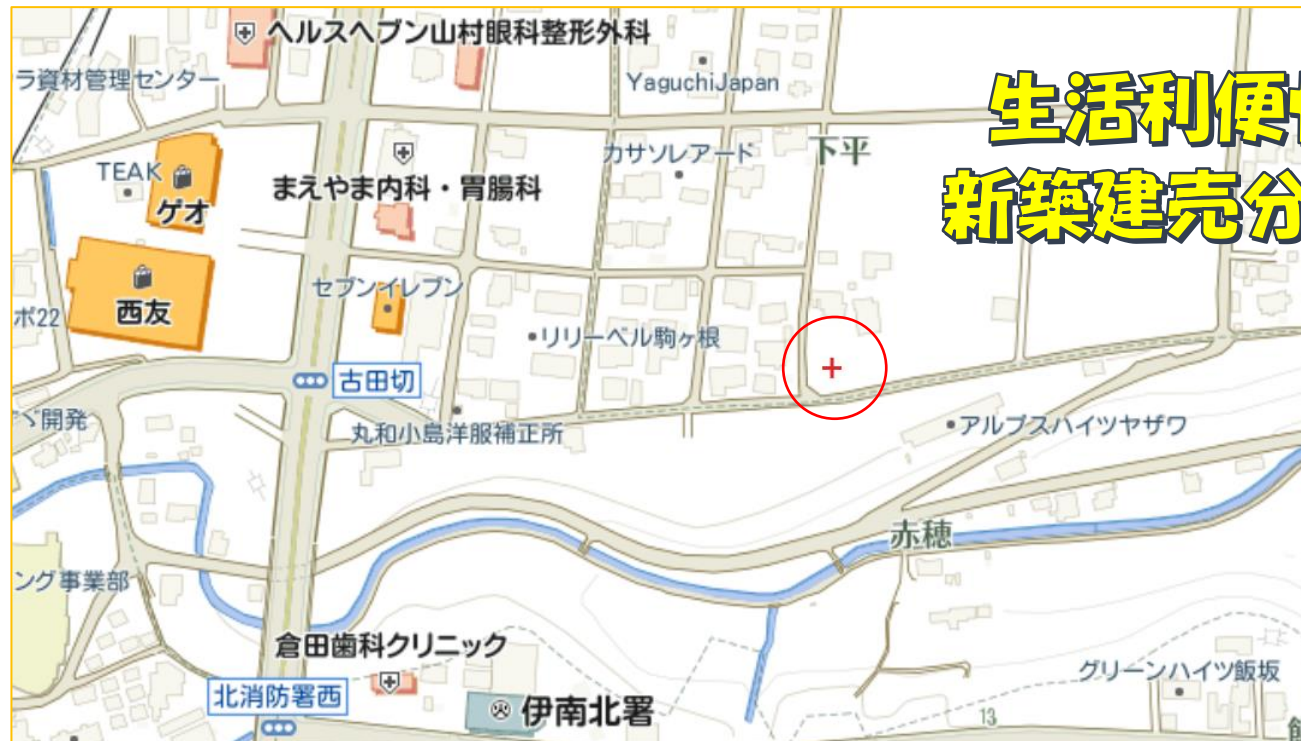 ヘルスヘブン山村眼科整形外科
ラ資材管理センター
YaguchiJapan
生活利便
TEAK
カサソレアード
下平
ゲオ
まえやま内科・胃腸科
新築建売分
セブンイレブン
西友
ポ22
リリーベル駒ヶ根
古田切
開発
丸和小島洋服補正所
アルプスハイツヤザワ
赤穂
ング事業部
倉田歯科クリニック
グリーンハイツ飯坂
北消防署西
伊南北署
13